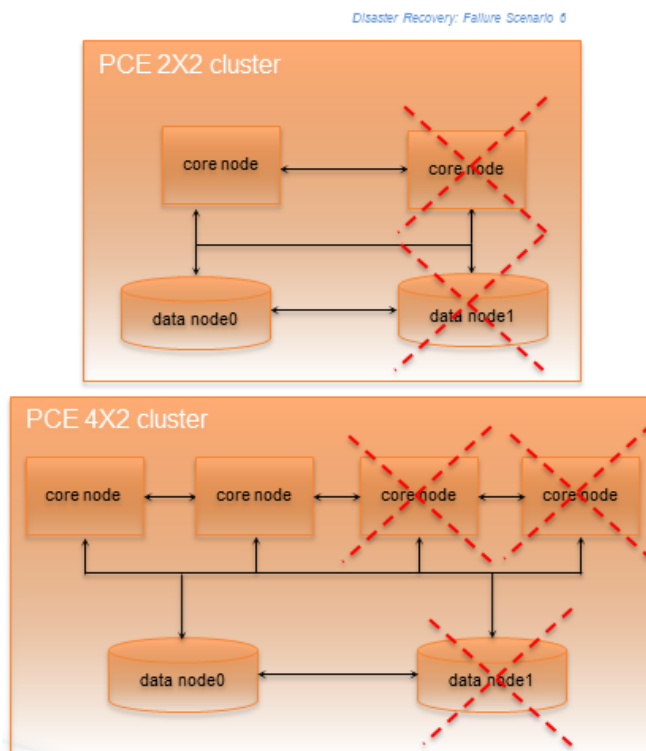 Disaster Recovery: Failure Scenario 6
PCE 2X2 cluster
core node
core node
data node0
data node1
PCE 4X2 cluster
core node
core node
core node
core node
data node0
data node1